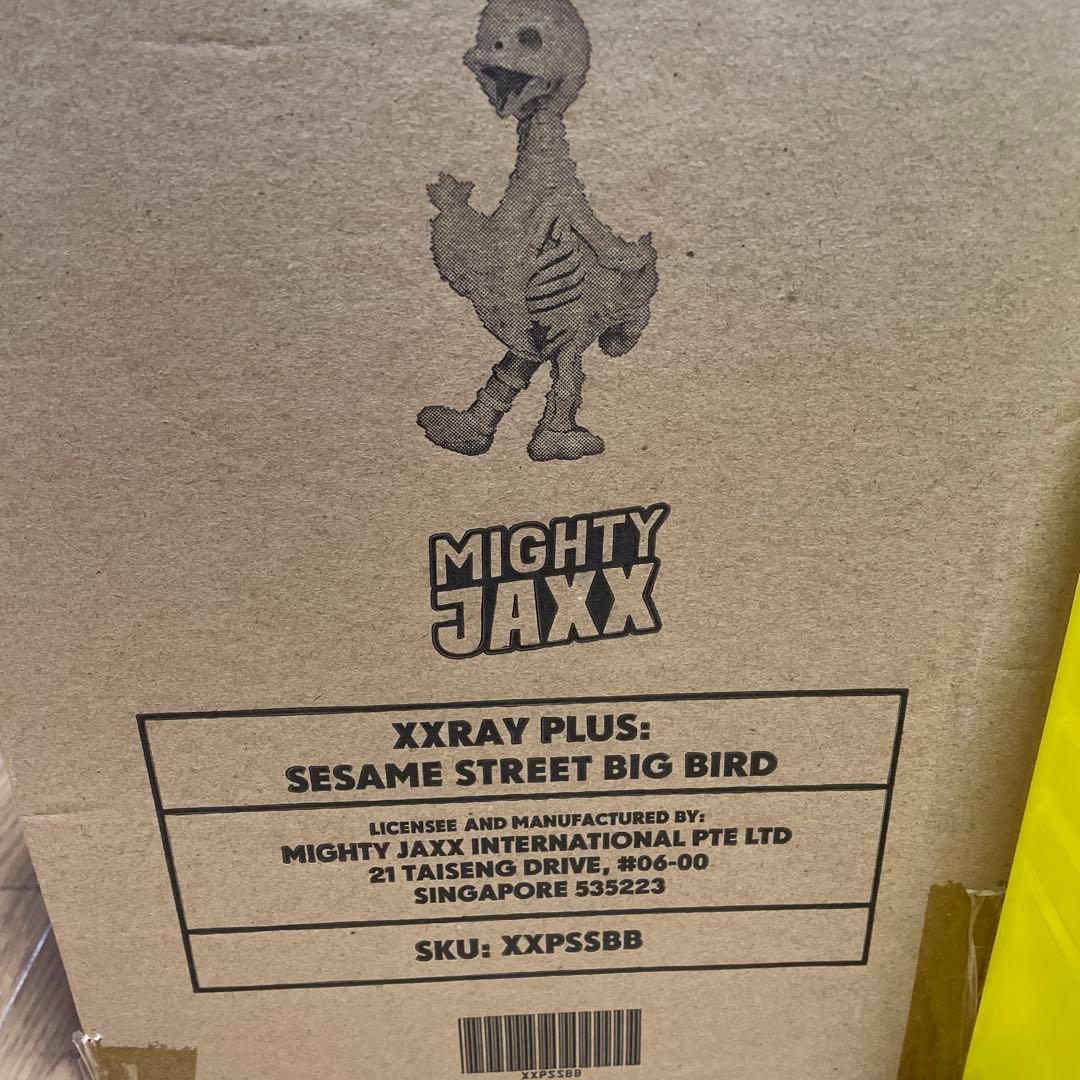 MIGHTY
JAXX
XXRAY PLUS:
SESAME STREET BIG BIRD
LICENSEE AND MANUFACTURED BY:
MIGHTY JAXX INTERNATIONAL PTE LTD
21 TAISENG DRIVE, #06-00
SINGAPORE 535223
SKU: XXPSSBB
XXPSSBB